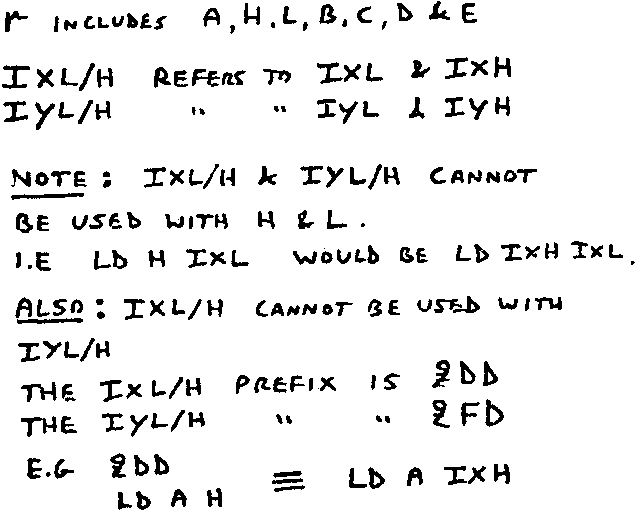 r INCLUDES A, H, L, B, C, D & E
IXL/H REFERS TO IXL & IXH
IYL/H " " IYL & IYH
NOTE: IXL/H & IYL/H CANNOT
BE USED WITH H & L.
I.E LD H IXL WOULD BE LD IXH IXL.
ALSO: IXL/H CANNOT BE USED WITH
IYL/H
THE IXL/H PREFIX IS &DD
THE IYL/H " " &FD
E.G &DD
LD A H ≡ LD A IXH